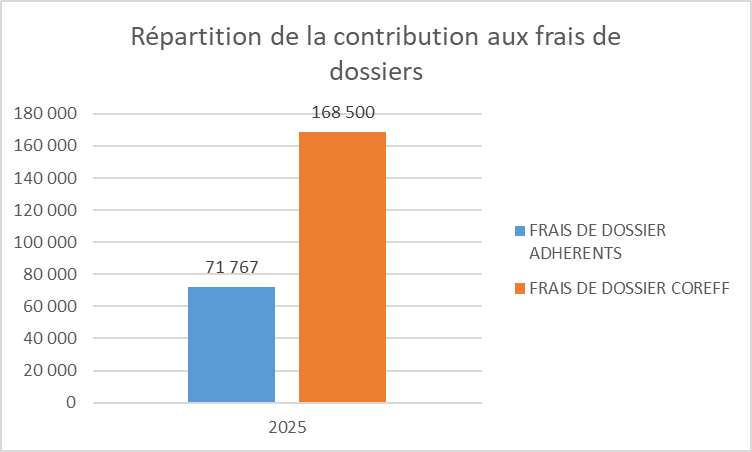 Répartition de la contribution aux frais de
dossiers
180 000
160 000
140 000
120 000
100 000
80 000
60 000
40 000
20 000
0
71 767
168 500
2025
FRAIS DE DOSSIER
ADHERENTS
FRAIS DE DOSSIER COREFF